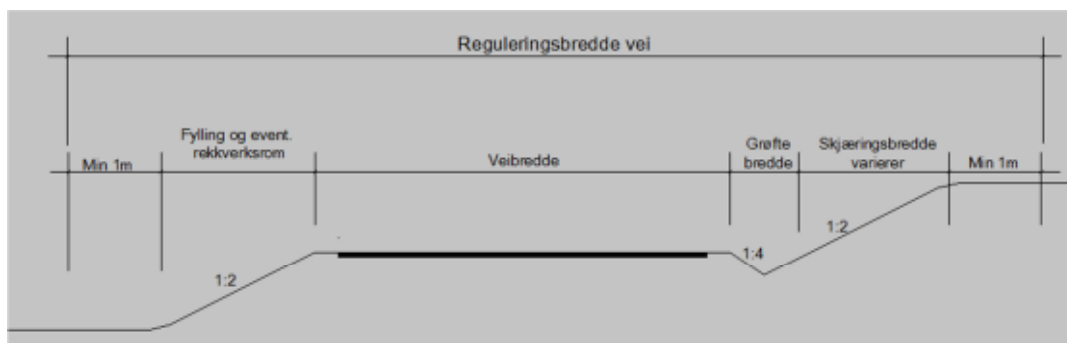 Reguleringsbredde vei
Fylling og event.
rekkverksrom
Grøfte
bredde
Skjæringsbredde
varierer
Min 1m
Veibredde
Min 1m
1:2
1:4
1:2